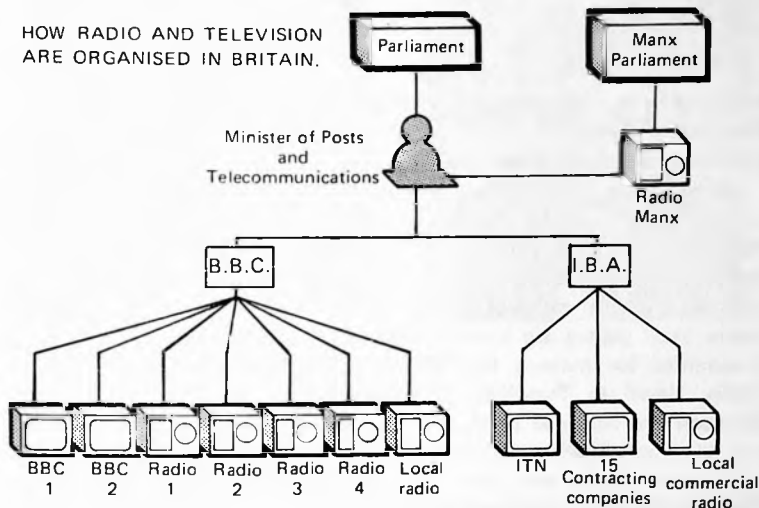 HOW RADIO AND TELEVISION
ARE ORGANISED IN BRITAIN.
Parliament
Manx
Parliament
Minister of Posts
and
Telecommunications
Radio
Manx
B.B.C.
I.B.A.
BBC
1
BBC
2
Radio
1
Radio
2
Radio
3
Radio
4
Local
radio
ITN
15
Contracting
companies
Local
commercial
radio